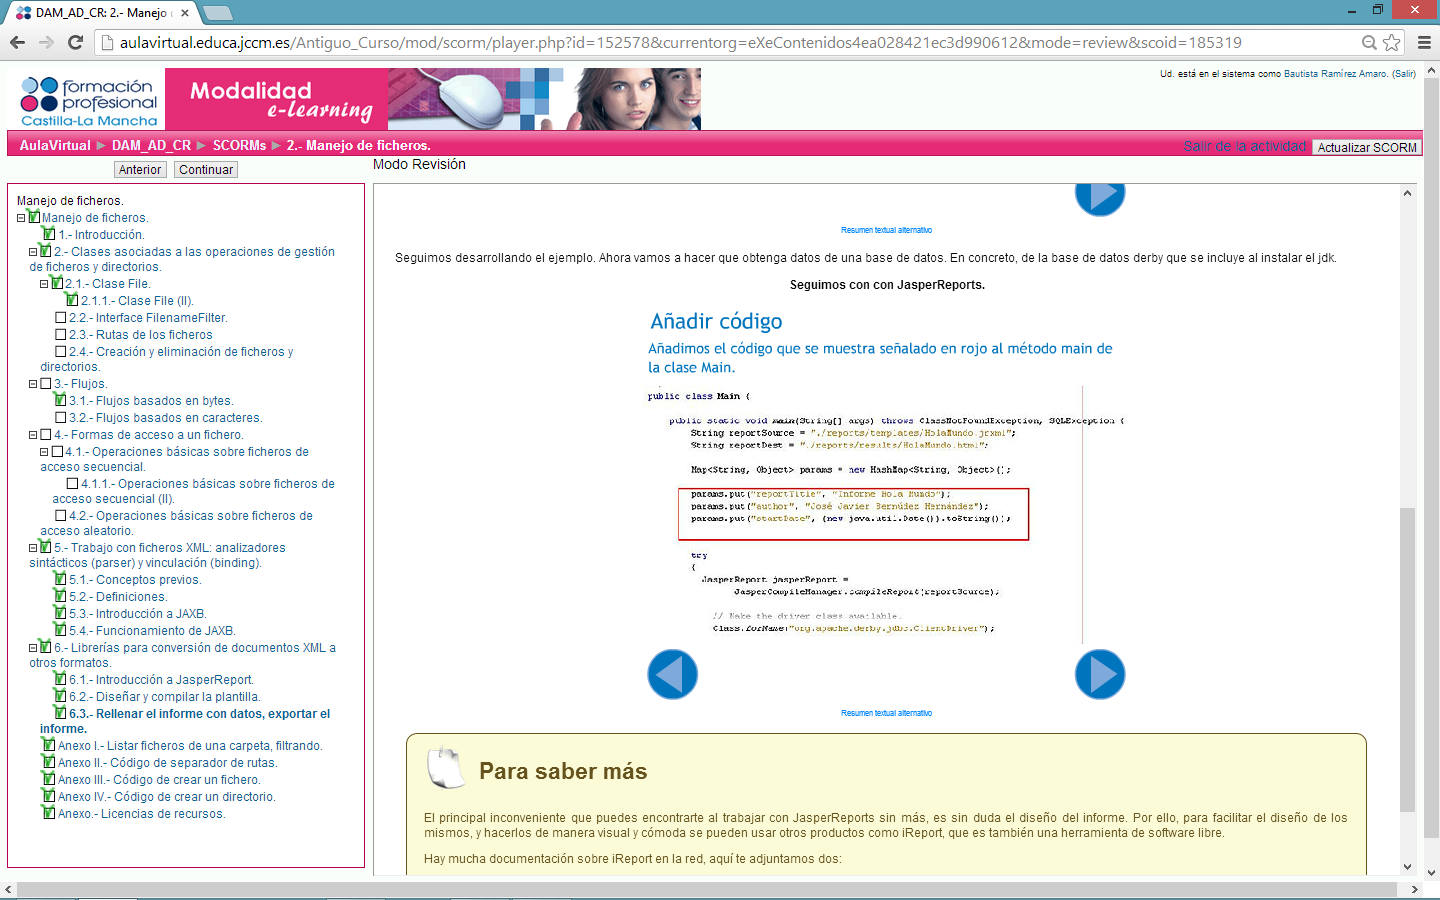 DAM_AD_CR: 2.- Manejo
aulavirtual.educa.jccm.es/Antiguo_Curso/mod/scorm/player.php?id=152578&currentorg=eXeContenidos4ea028421ec3d990612&mode=review&scoid=185319
formación
profesional
Castilla-La Mancha
Modalidad
e-learning
Ud. está en el sistema como Bautista Ramírez Amaro. (Salir)
AulaVirtual ► DAM_AD_CR ► SCORMs ► 2.- Manejo de ficheros.
Salir de la actividad
Actualizar SCORM
Anterior
Continuar
Modo Revisión
Manejo de ficheros.
Manejo de ficheros.
1.- Introducción.
2.- Clases asociadas a las operaciones de gestión
de ficheros y directorios.
2.1.- Clase File.
2.1.1.- Clase File (II).
2.2.- Interface FilenameFilter.
2.3.- Rutas de los ficheros
2.4.- Creación y eliminación de ficheros y
directorios.
3.- Flujos.
3.1.- Flujos basados en bytes.
3.2.- Flujos basados en caracteres.
4.- Formas de acceso a un fichero.
4.1.- Operaciones básicas sobre ficheros de
acceso secuencial.
4.1.1.- Operaciones básicas sobre ficheros de
acceso secuencial (II).
4.2.- Operaciones básicas sobre ficheros de
acceso aleatorio.
5.- Trabajo con ficheros XML: analizadores
sintácticos (parser) y vinculación (binding).
5.1.- Conceptos previos.
5.2.- Definiciones.
5.3.- Introducción a JAXB.
5.4.- Funcionamiento de JAXB.
6.- Librerías para conversión de documentos XML a
otros formatos.
6.1.- Introducción a JasperReport.
6.2.- Diseñar y compilar la plantilla.
6.3.- Rellenar el informe con datos, exportar el
informe.
Anexo I.- Listar ficheros de una carpeta, filtrando.
Anexo II.- Código de separador de rutas.
Anexo III.- Código de crear un fichero.
Anexo IV.- Código de crear un directorio.
Anexo.- Licencias de recursos.
Resumen textual alternativo
Seguimos desarrollando el ejemplo. Ahora vamos a hacer que obtenga datos de una base de datos. En concreto, de la base de datos derby que se incluye al instalar el jdk.
Seguimos con con JasperReports.
Añadir código
Añadimos el código que se muestra señalado en rojo al método main de
la clase Main.
public class Main {
public static void main(String[] args) throws ClassNotFoundException, SQLException {
String reportSource = "./reports/templates/HolaMundo.jrxml";
String reportDest = "./reports/results/HolaMundo.html";
Map<String, Object> params = new HashMap<String, Object>();
params.put("reportTitle", "Informe Hola Mundo");
params.put("author", "José Javier Bermúdez Hernández");
params.put("startDate", (new java.util.Date()).toString());
try
{
JasperReport jasperReport =
JasperCompileManager.compileReport(reportSource);
// Make the driver class available.
Class.forName("org.apache.derby.jdbc.ClientDriver");
Resumen textual alternativo
Para saber más
El principal inconveniente que puedes encontrarte al trabajar con JasperReports sin más, es sin duda el diseño del informe. Por ello, para facilitar el diseño de los
mismos, y hacerlos de manera visual y cómoda se pueden usar otros productos como iReport, que es también una herramienta de software libre.
Hay mucha documentación sobre iReport en la red, aquí te adjuntamos dos: